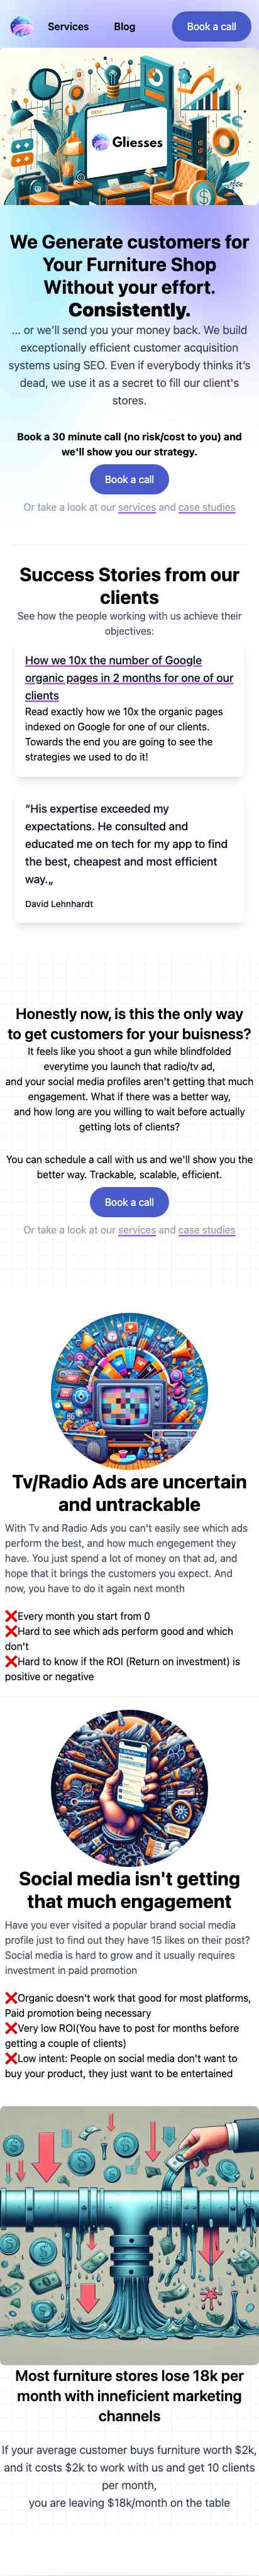 Services
Blog
Book a call
Gliesses
We Generate customers for
Your Furniture Shop
Without your effort.
Consistently.
... or we'll send you your money back. We build
exceptionally efficient customer acquisition
systems using SEO. Even if everybody thinks it's
dead, we use it as a secret to fill our client's
stores.
Book a 30 minute call (no risk/cost to you) and
we'll show you our strategy.
Book a call
Or take a look at our services and case studies
Success Stories from our
clients
See how the people working with us achieve their
objectives:
How we 10x the number of Google
organic pages in 2 months for one of our
clients
Read exactly how we 10x the organic pages
indexed on Google for one of our clients.
Towards the end you are going to see the
strategies we used to do it!
“His expertise exceeded my
expectations. He consulted and
educated me on tech for my app to find
the best, cheapest and most efficient
way.„
David Lehnhardt
Honestly now, is this the only way
to get customers for your buisness?
It feels like you shoot a gun while blindfolded
everytime you launch that radio/tv ad,
and your social media profiles aren't getting that much
engagement. What if there was a better way,
and how long are you willing to wait before actually
getting lots of clients?
You can schedule a call with us and we'll show you the
better way. Trackable, scalable, efficient.
Book a call
Or take a look at our services and case studies
Tv/Radio Ads are uncertain
and untrackable
With Tv and Radio Ads you can't easily see which ads
perform the best, and how much engagement they
have. You just spend a lot of money on that ad, and
hope that it brings the customers you expect. And
now, you have to do it again next month
❌Every month you start from 0
❌Hard to see which ads perform good and which
don't
❌Hard to know if the ROI (Return on investment) is
positive or negative
Social media isn't getting
that much engagement
Have you ever visited a popular brand social media
profile just to find out they have 15 likes on their post?
Social media is hard to grow and it usually requires
investment in paid promotion
❌Organic doesn't work that good for most platforms,
Paid promotion being necessary
❌Very low ROI(You have to post for months before
getting a couple of clients)
❌Low intent: People on social media don't want to
buy your product, they just want to be entertained
Most furniture stores lose 18k per
month with inneficient marketing
channels
If your average customer buys furniture worth $2k,
and it costs $2k to work with us and get 10 clients
per month,
you are leaving $18k/month on the table